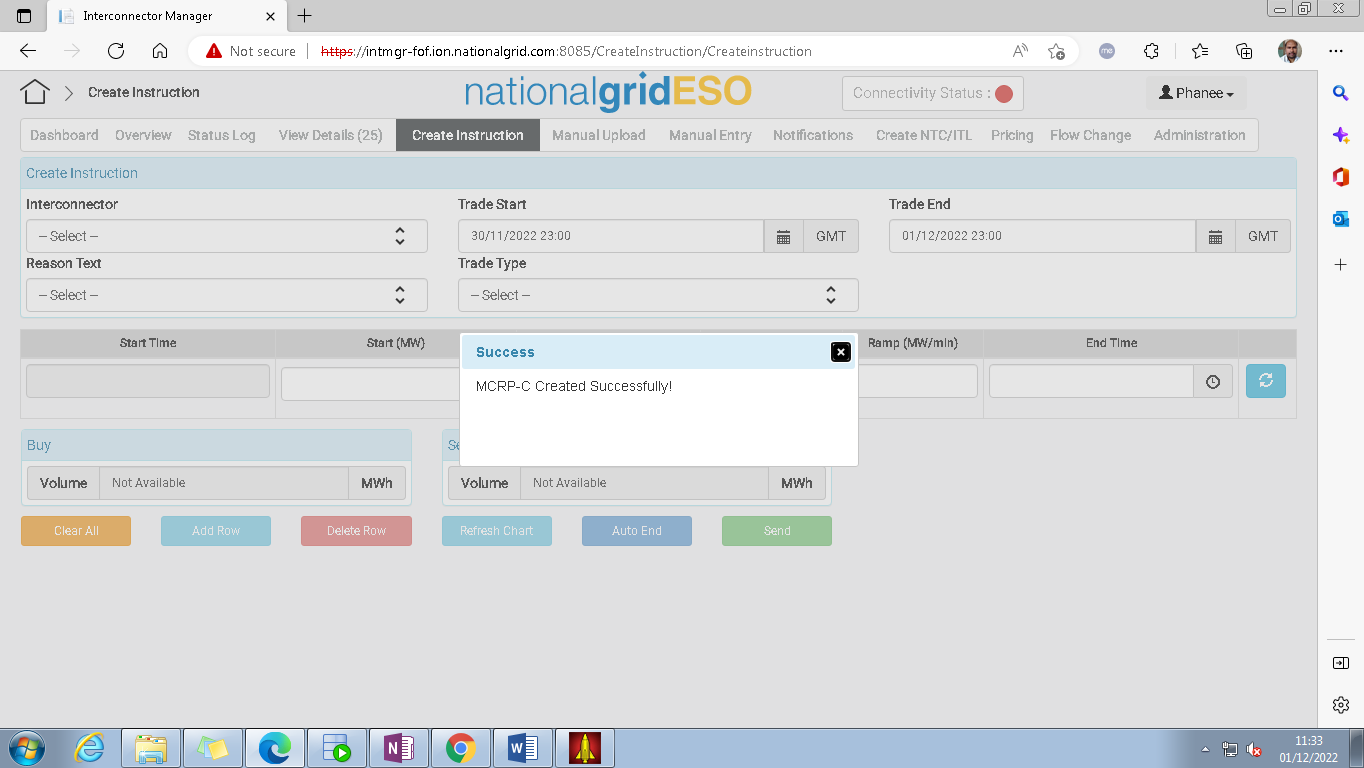 Interconnector Manager
Not secure
https://intmgr-fof.ion.nationalgrid.com:8085/CreateInstruction/Createinstruction
Create Instruction
nationalgridESO
Connectivity Status :
Phanee
Dashboard Overview Status Log View Details (25) Create Instruction Manual Upload Manual Entry Notifications Create NTC/ITL Pricing Flow Change Administration
Create Instruction
Interconnector Trade Start Trade End
-- Select -- 30/11/2022 23:00 GMT 01/12/2022 23:00 GMT
Reason Text Trade Type
-- Select -- -- Select --
Start Time Start (MW) Ramp (MW/min) End Time
Success
MCRP-C Created Successfully!
Buy Se
Volume Not Available MWh Volume Not Available MWh
Clear All Add Row Delete Row Refresh Chart Auto End Send
11:33
01/12/2022